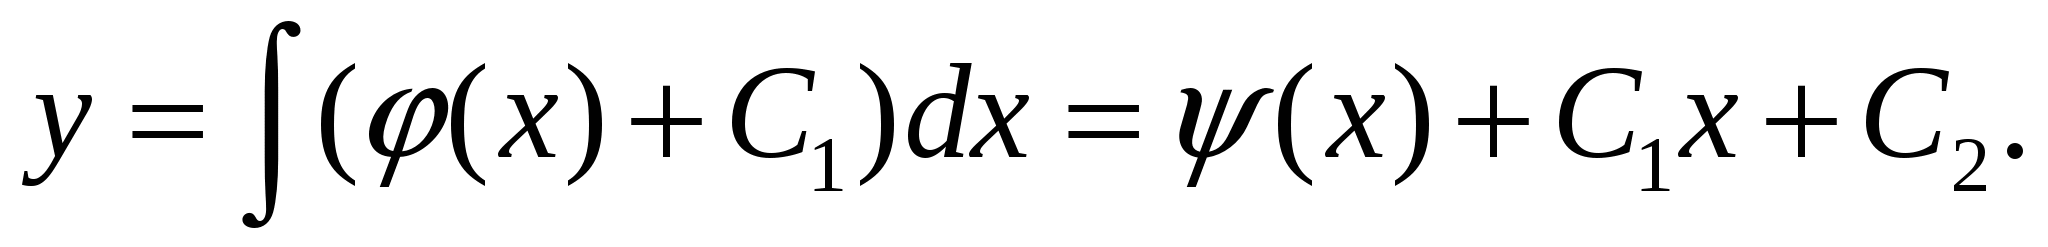 y = ∫(φ(x) + C₁)dx = ψ(x) + C₁x + C₂.